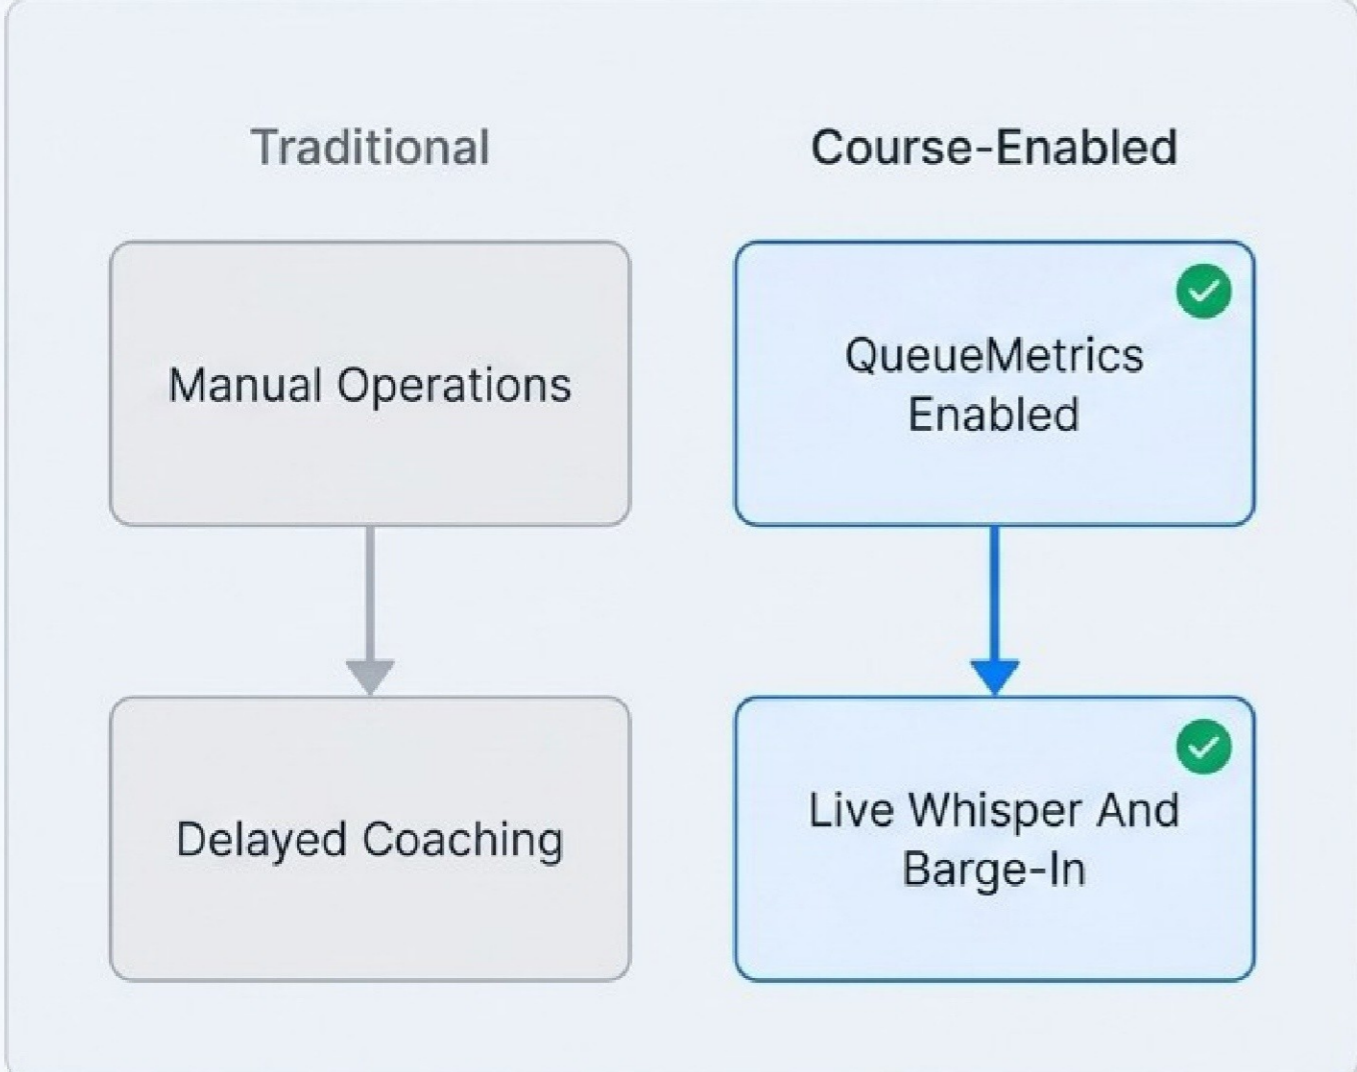 Traditional
Course-Enabled
Manual Operations
QueueMetrics
Enabled
Delayed Coaching
Live Whisper And
Barge-In